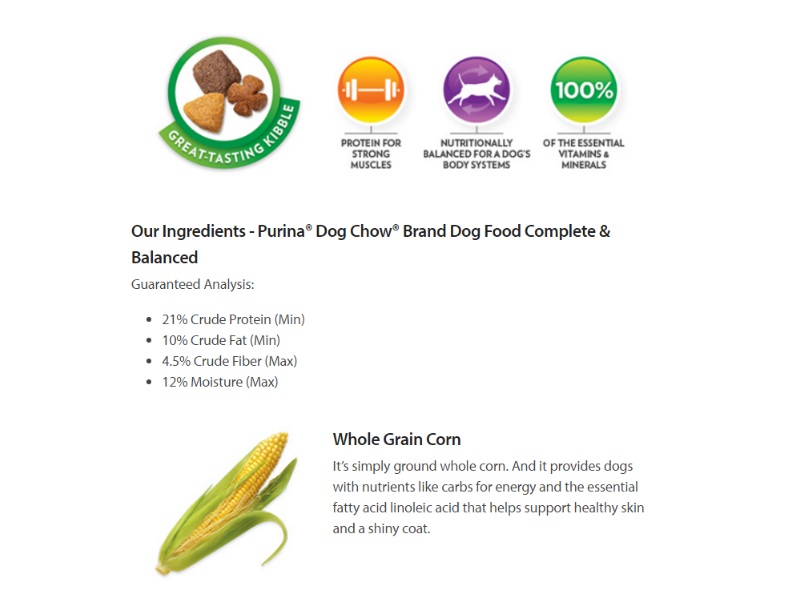 GREAT-TASTING KIBBLE
PROTEIN FOR
STRONG
MUSCLES
NUTRITIONALLY
BALANCED FOR A DOG'S
BODY SYSTEMS
100%
OF THE ESSENTIAL
VITAMINS &
MINERALS
Our Ingredients - Purina® Dog Chow® Brand Dog Food Complete &
Balanced
Guaranteed Analysis:
• 21% Crude Protein (Min)
• 10% Crude Fat (Min)
• 4.5% Crude Fiber (Max)
• 12% Moisture (Max)
Whole Grain Corn
It's simply ground whole corn. And it provides dogs
with nutrients like carbs for energy and the essential
fatty acid linoleic acid that helps support healthy skin
and a shiny coat.